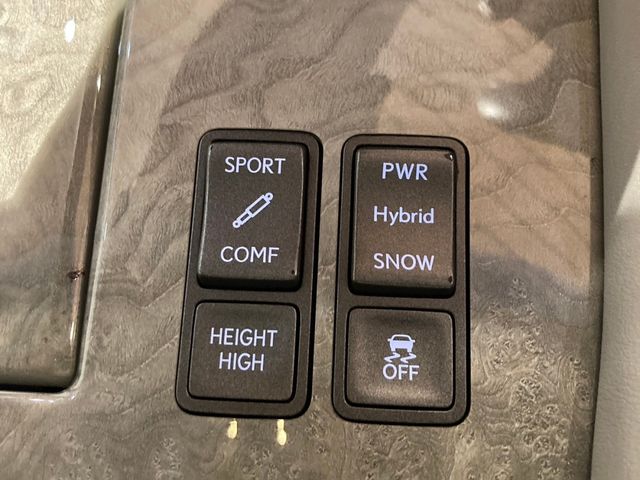 SPORT
COMF
HEIGHT
HIGH
PWR
Hybrid
SNOW
OFF